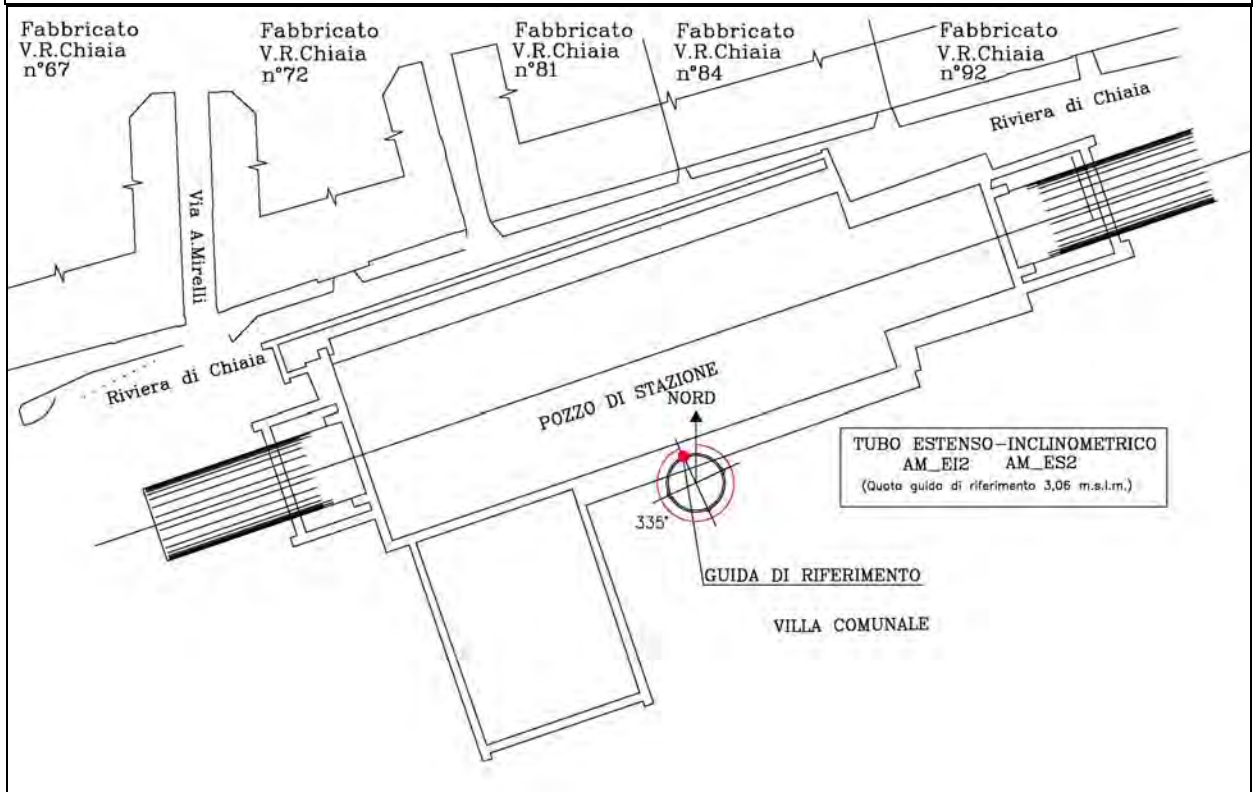 Fabbricato
V.R.Chiaia
n°67
Fabbricato
V.R.Chiaia
n°72
Fabbricato
V.R.Chiaia
n°81
Fabbricato
V.R.Chiaia
n°84
Fabbricato
V.R.Chiaia
n°92
Riviera di Chiaia
Via A.Mirelli
Riviera di Chiaia
POZZO DI STAZIONE
NORD
TUBO ESTENSO-INCLINOMETRICO
AM_EI2 AM_ES2
(Quota guida di riferimento 3,06 m.s.l.m.)
335°
GUIDA DI RIFERIMENTO
VILLA COMUNALE